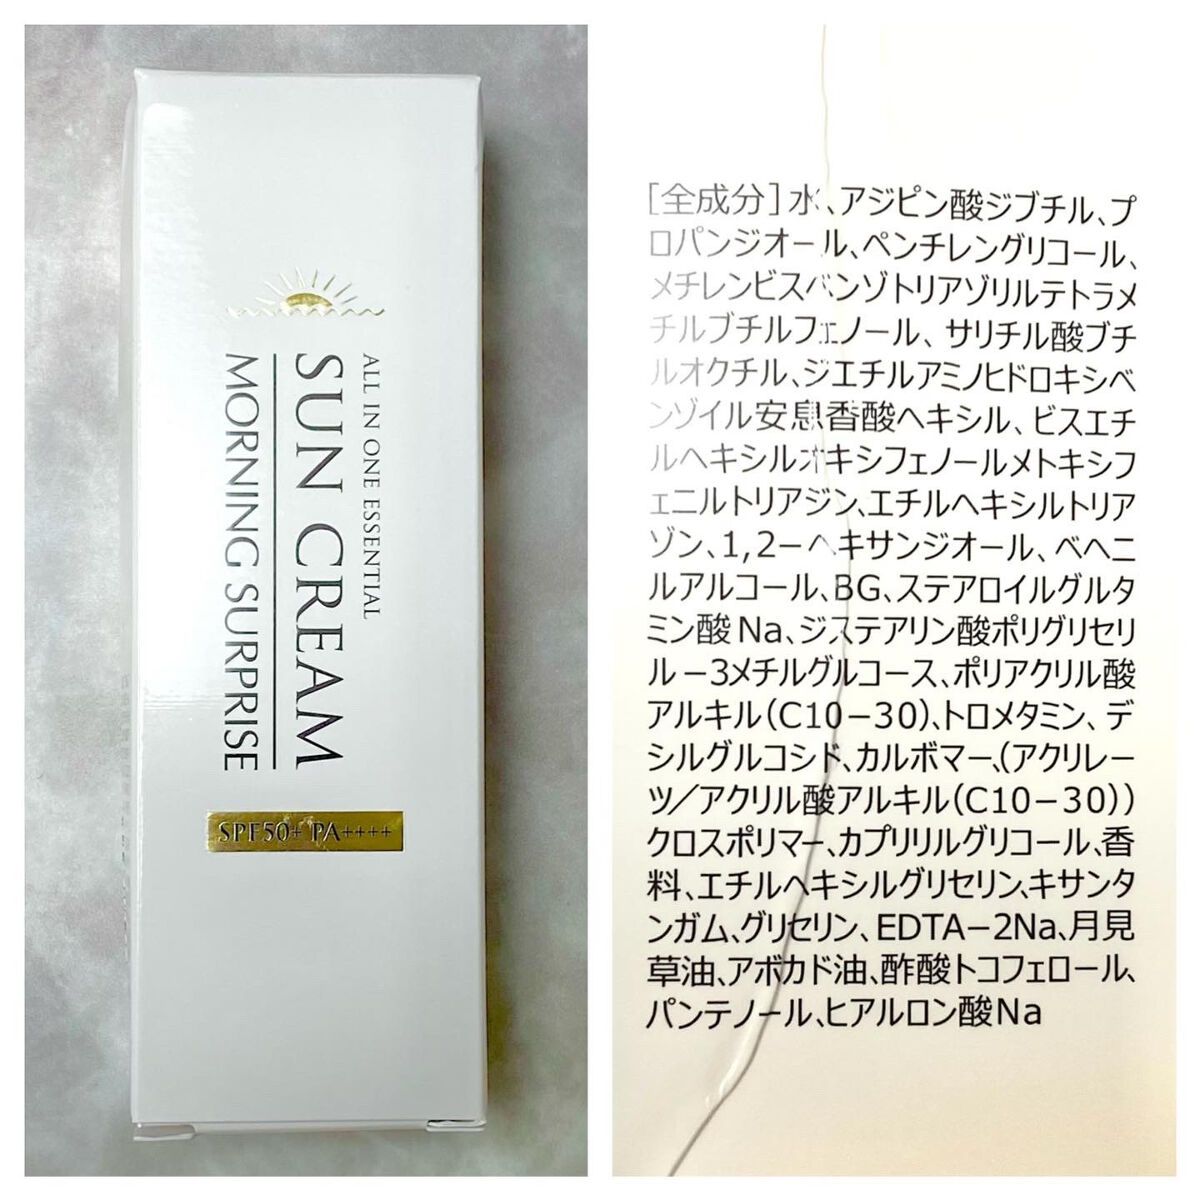 ALL IN ONE ESSENTIAL
SUN CREAM
MORNING SURPRISE
SPF50+ PA++++
[全成分]水、アジピン酸ジブチル、プ
ロパンジオール、ペンチレングリコール、
メチレンビスベンゾトリアゾリルテトラメ
チルブチルフェノール、サリチル酸ブチ
ルオクチル、ジエチルアミノヒドロキシベ
ンゾイル安息香酸ヘキシル、ビスエチ
ルヘキシルオキシフェノールメトキシフ
ェニルトリアジン、エチルヘキシルトリア
ゾン、1,2−ヘキサンジオール、ベヘニ
ルアルコール、BG、ステアロイルグルタ
ミン酸Na、ジステアリン酸ポリグリセリ
ル−3メチルグルコース、ポリアクリル酸
アルキル(C10−30)、トロメタミン、デ
シルグルコシド、カルボマー、(アクリレー
ツ/アクリル酸アルキル(C10−30))
クロスポリマー、カプリリルグリコール、香
料、エチルヘキシルグリセリン、キサンタ
ンガム、グリセリン、EDTA−2Na、月見
草油、アボカド油、酢酸トコフェロール、
パンテノール、ヒアルロン酸Na